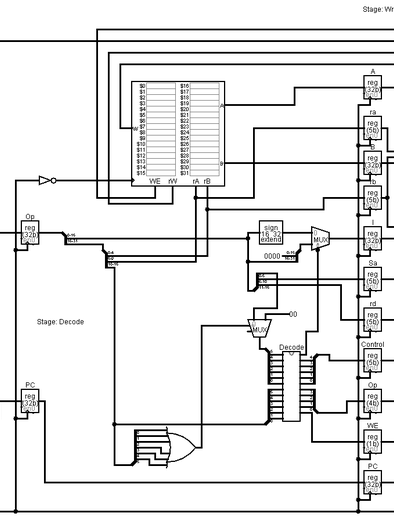 Stage: Wr
A
reg
(32b)
$0 $16
$1 $17
$2 $18
$3 $19
$4 $20
$5 $21
$6 $22
$7 $23
$8 $24
$9 $25
$10 $26
$11 $27
$12 $28
$13 $29
$14 $30
$15 $31
W
A
B
WE rW rA rB
ra
reg
(5b)
B
reg
(32b)
rb
reg
(5b)
Op
reg
(32b)
sign
16 32
extend
0000
MUX
I
reg
(32b)
Sa
reg
(5b)
rd
reg
(5b)
00
MUX
Stage: Decode
Decode
Control
reg
(5b)
PC
reg
(32b)
Op
reg
(4b)
WE
reg
(1b)
PC
reg
(32b)